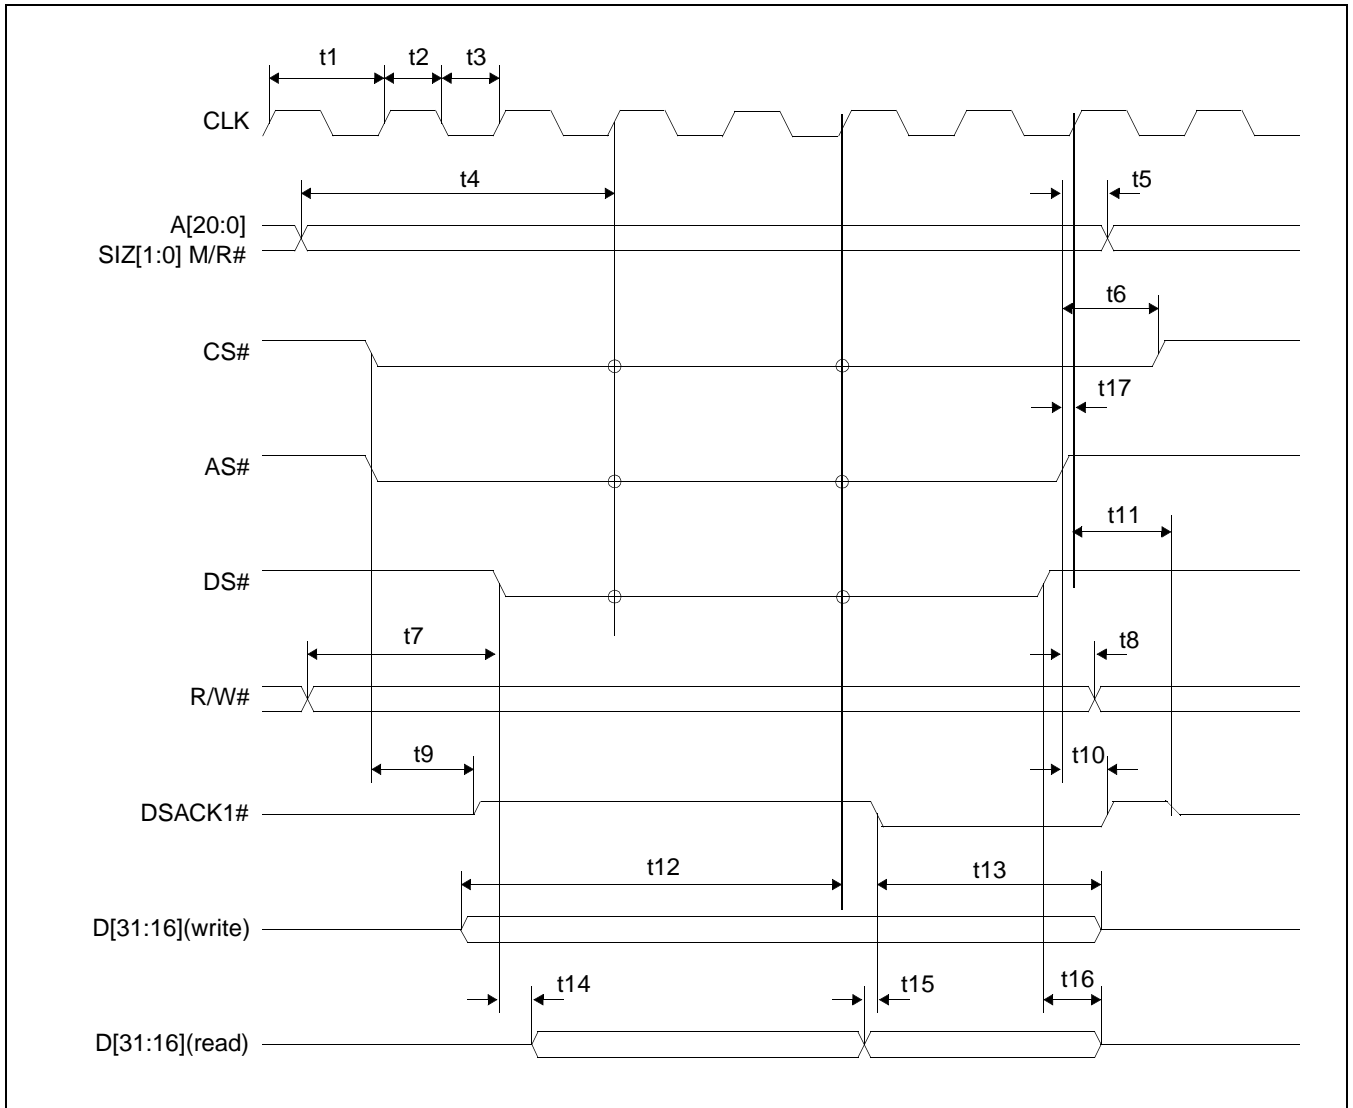 t1 t2 t3
CLK
t4 t5
A[20:0]
SIZ[1:0] M/R#
t6
CS#
t17
AS#
t11
DS#
t7 t8
R/W#
t9 t10
DSACK1#
t12 t13
D[31:16](write)
t14 t15 t16
D[31:16](read)